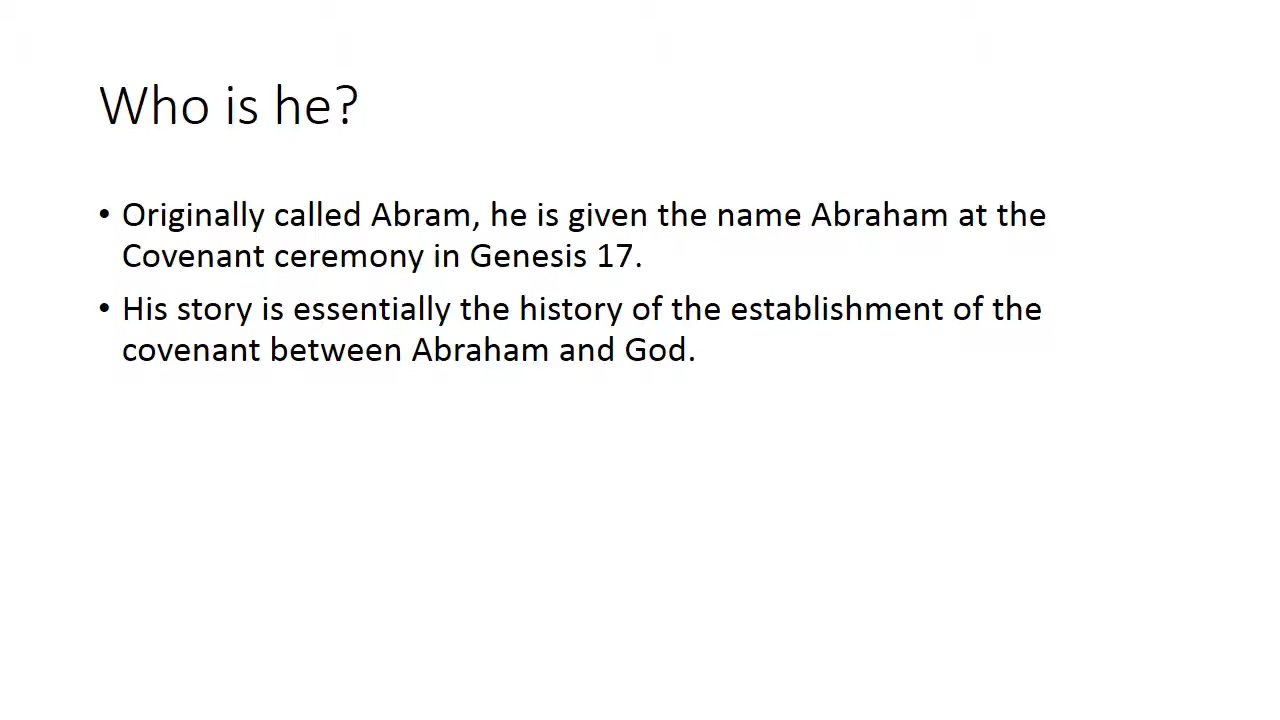 Who is he?
• Originally called Abram, he is given the name Abraham at the
Covenant ceremony in Genesis 17.
• His story is essentially the history of the establishment of the
covenant between Abraham and God.